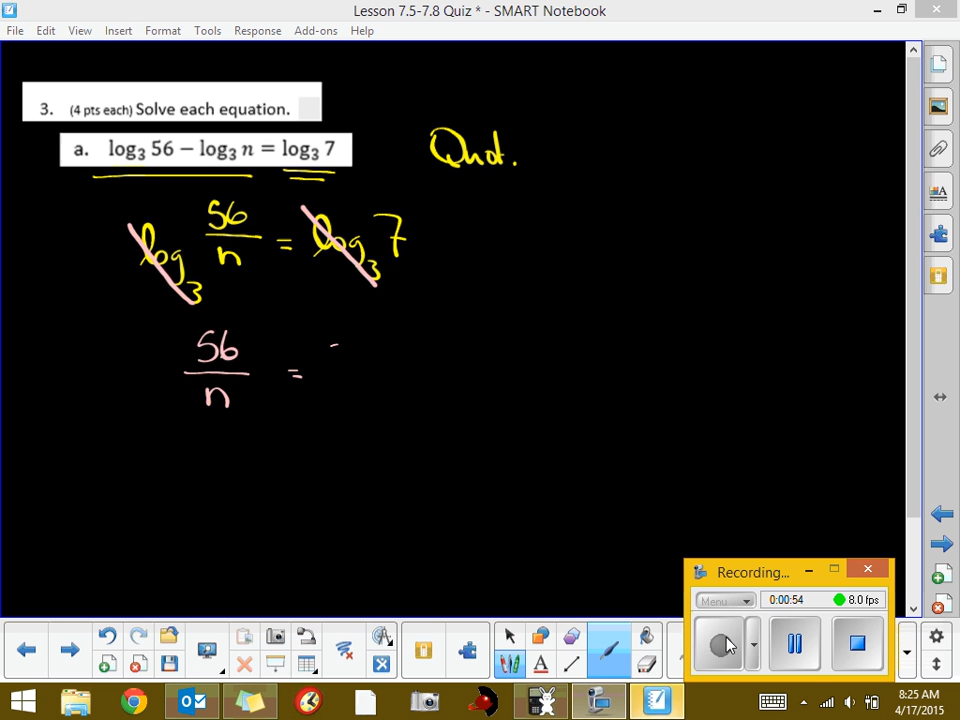 Lesson 7.5-7.8 Quiz * - SMART Notebook
File Edit View Insert Format Tools Response Add-ons Help
3. (4 pts each) Solve each equation.
a. log₃ 56 − log₃ n = log₃ 7
Quot.
log₃ 56/n = log₃ 7
56/n =
Recording...
Menu 0:00:54 8.0 fps
A
8:25 AM
4/17/2015